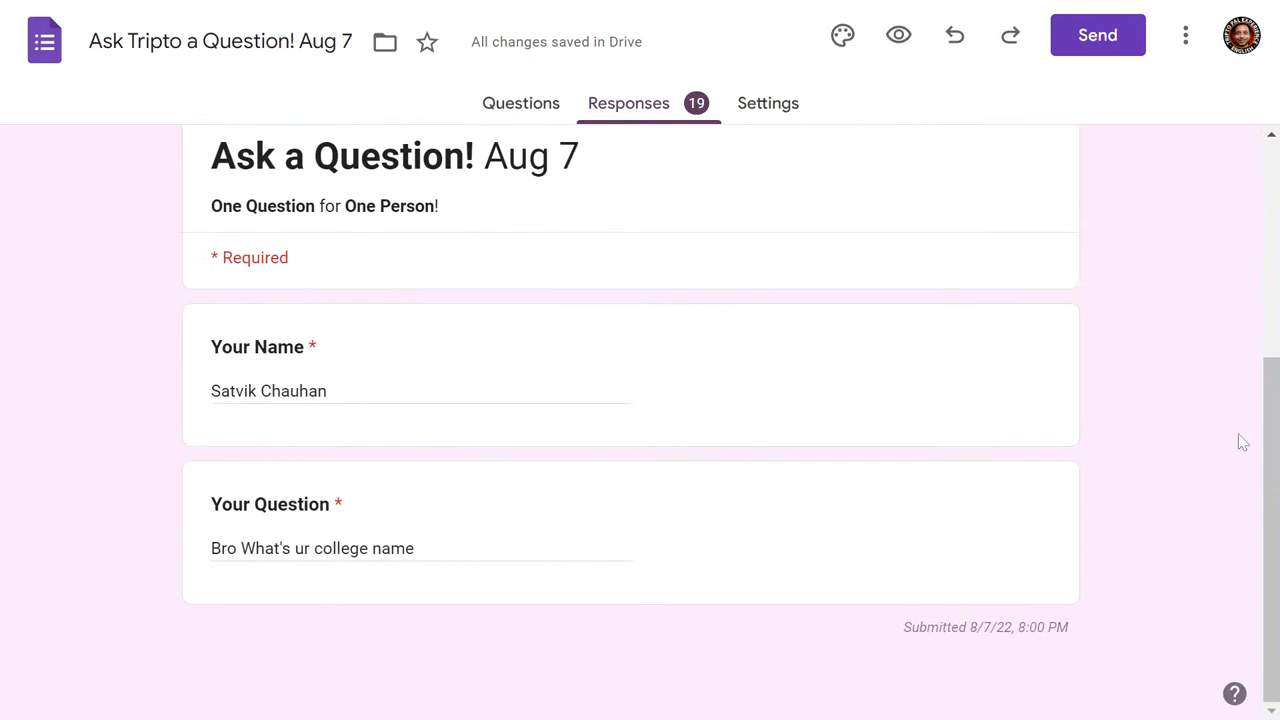 Ask Tripto a Question! Aug 7
All changes saved in Drive
Send
Questions
Responses 19
Settings
Ask a Question! Aug 7
One Question for One Person!
* Required
Your Name *
Satvik Chauhan
Your Question *
Bro What's ur college name
Submitted 8/7/22, 8:00 PM